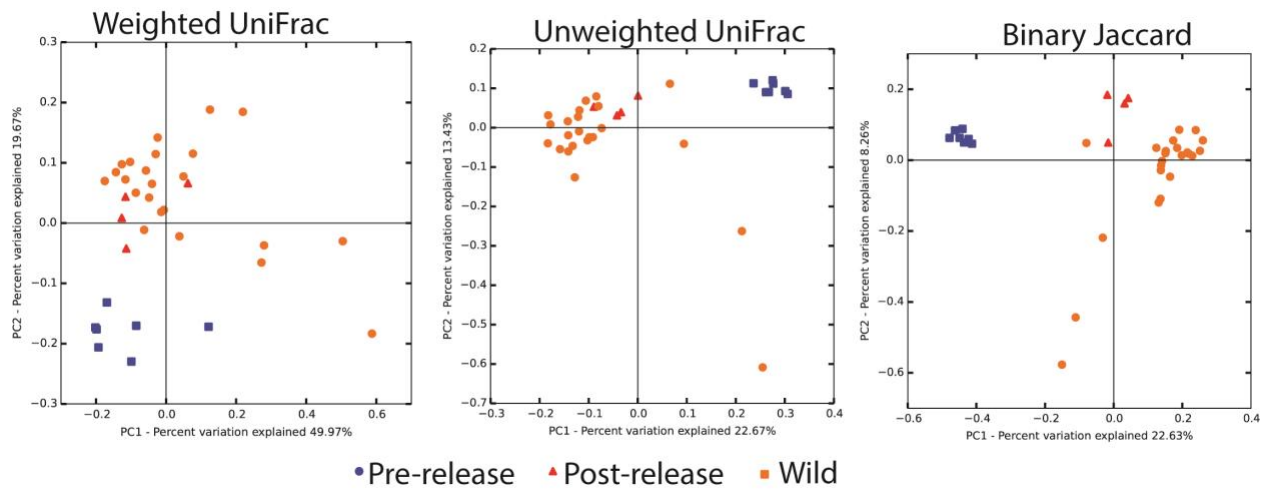 Weighted UniFrac
0.3
0.2
0.1
0.0
−0.1
−0.2
−0.3
PC2 - Percent variation explained 19.67%
−0.2 0.0 0.2 0.4 0.6
PC1 - Percent variation explained 49.97%
Unweighted UniFrac
0.2
0.1
0.0
−0.1
−0.2
−0.3
−0.4
−0.5
−0.6
−0.7
PC2 - Percent variation explained 13.43%
−0.3 −0.2 −0.1 0.0 0.1 0.2 0.3 0.4
PC1 - Percent variation explained 22.67%
Binary Jaccard
0.2
0.0
−0.2
−0.4
−0.6
PC2 - Percent variation explained 8.26%
−0.6 −0.4 −0.2 0.0 0.2 0.4
PC1 - Percent variation explained 22.63%
Pre-release Post-release Wild